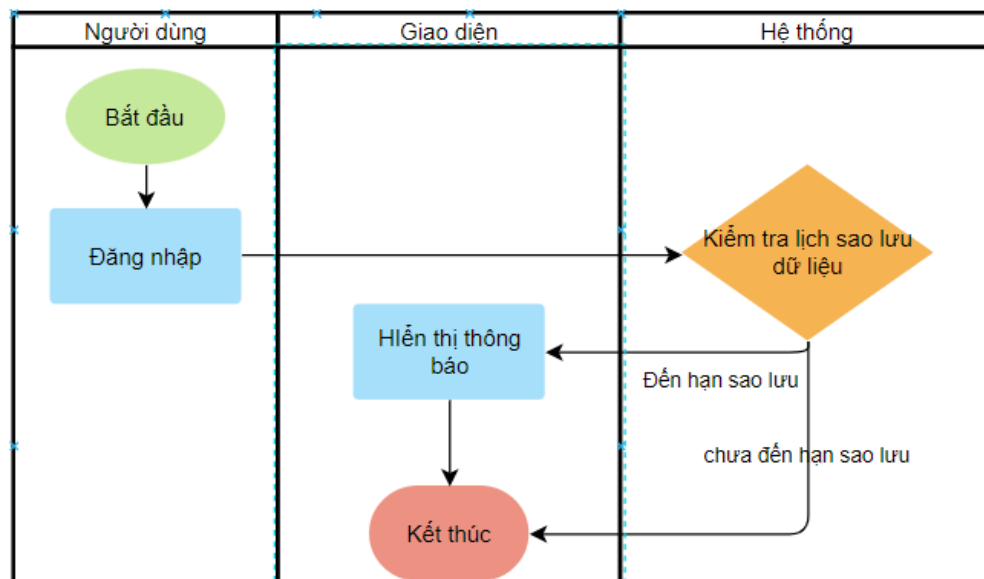 Người dùng
Giao diện
Hệ thống
Bắt đầu
Đăng nhập
Kiểm tra lịch sao lưu
dữ liệu
HIển thị thông
báo
Đến hạn sao lưu
chưa đến hạn sao lưu
Kết thúc